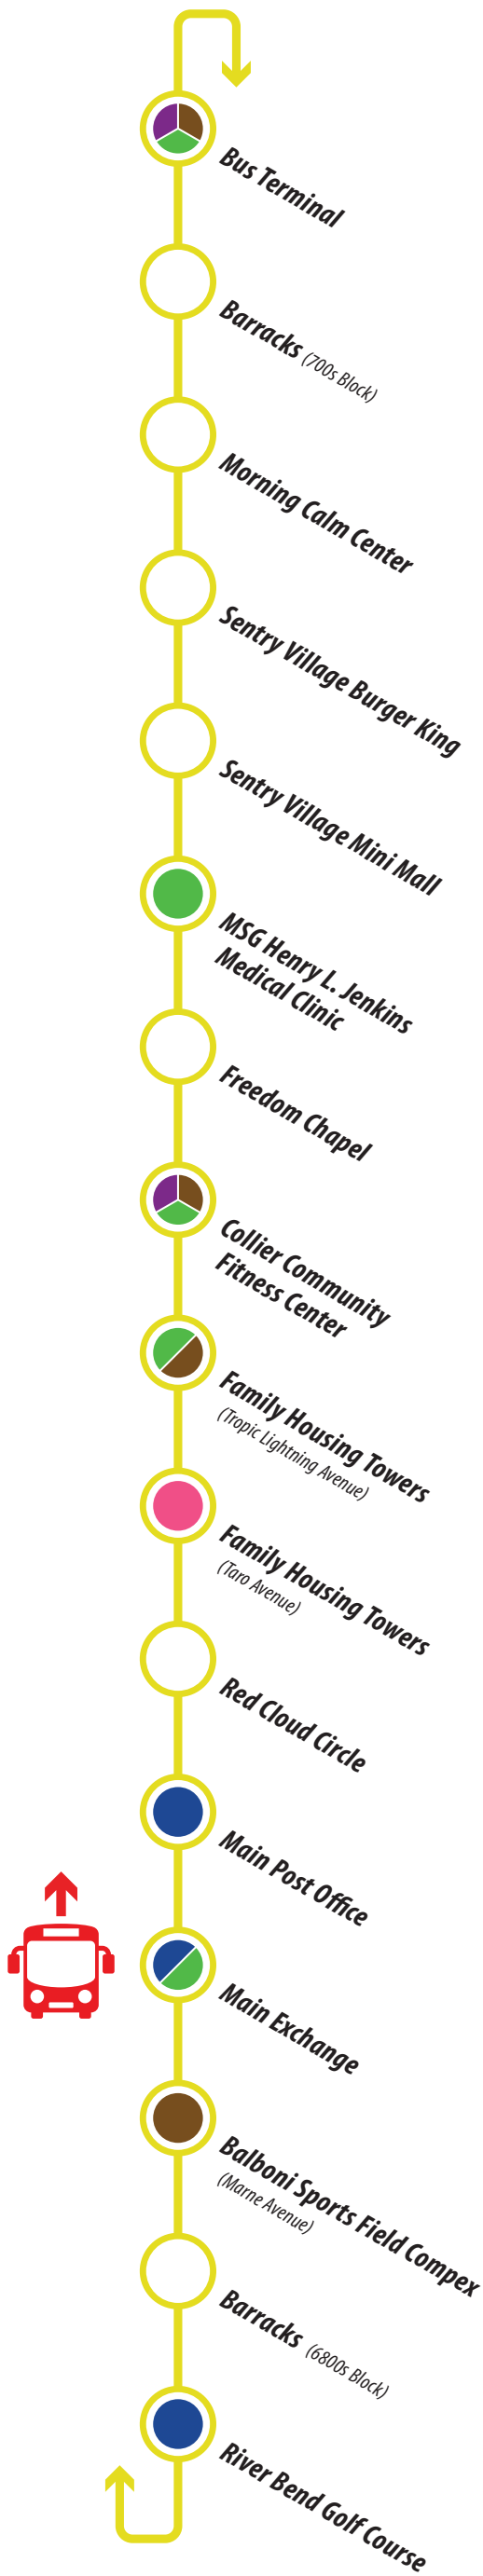 Bus Terminal
Barracks (700s Block)
Morning Calm Center
Sentry Village Burger King
Sentry Village Mini Mall
MSG Henry L. Jenkins
Medical Clinic
Freedom Chapel
Collier Community
Fitness Center
Family Housing Towers
(Tropic Lightning Avenue)
Family Housing Towers
(Taro Avenue)
Red Cloud Circle
Main Post Office
Main Exchange
Balboni Sports Field Compex
(Marne Avenue)
Barracks (6800s Block)
River Bend Golf Course